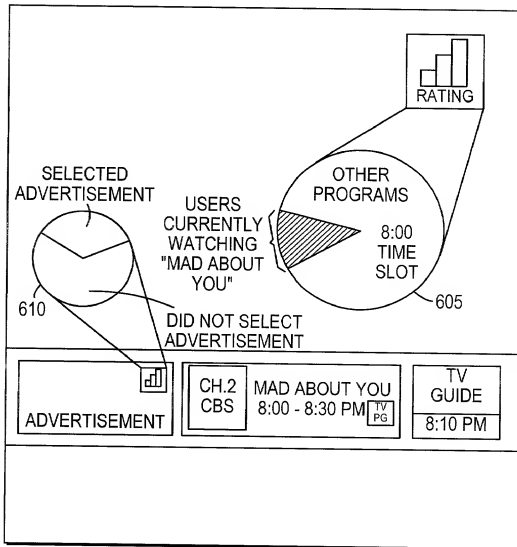 RATING
SELECTED
ADVERTISEMENT
OTHER
PROGRAMS
USERS
CURRENTLY
WATCHING
"MAD ABOUT
YOU"
8:00
TIME
SLOT
610
605
DID NOT SELECT
ADVERTISEMENT
ADVERTISEMENT
CH.2
CBS
MAD ABOUT YOU
8:00 - 8:30 PM
TV
PG
TV
GUIDE
8:10 PM